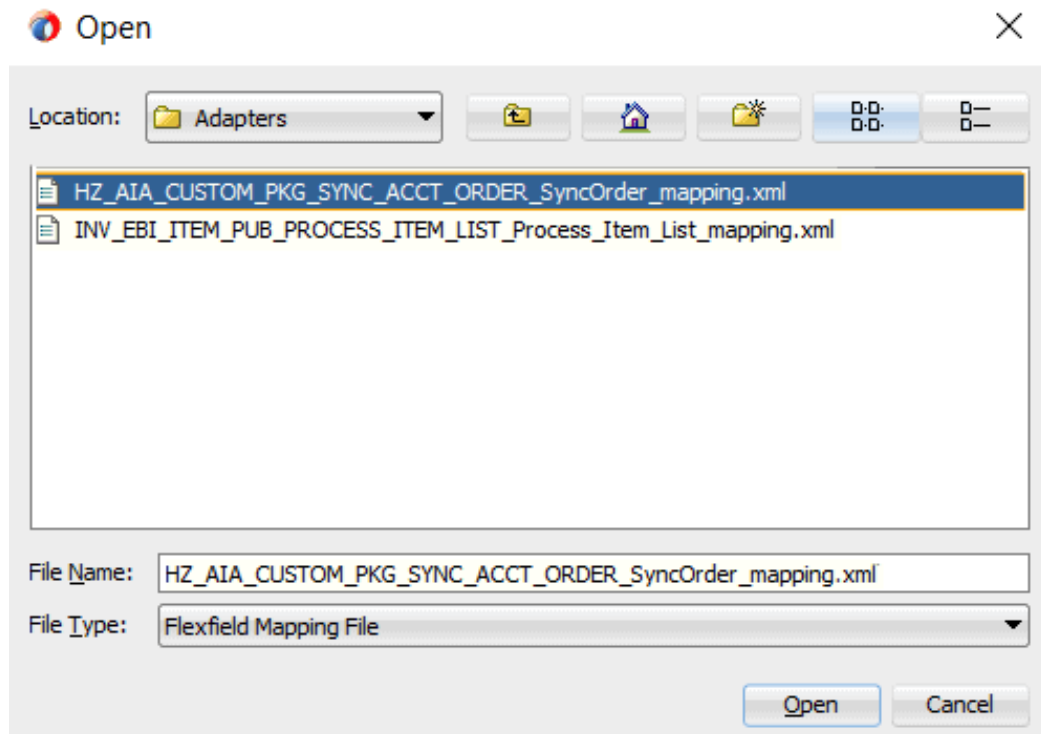 Open
Location: Adapters
HZ_AIA_CUSTOM_PKG_SYNC_ACCT_ORDER_SyncOrder_mapping.xml
INV_EBI_ITEM_PUB_PROCESS_ITEM_LIST_Process_Item_List_mapping.xml
File Name: HZ_AIA_CUSTOM_PKG_SYNC_ACCT_ORDER_SyncOrder_mapping.xml
File Type: Flexfield Mapping File
Open Cancel